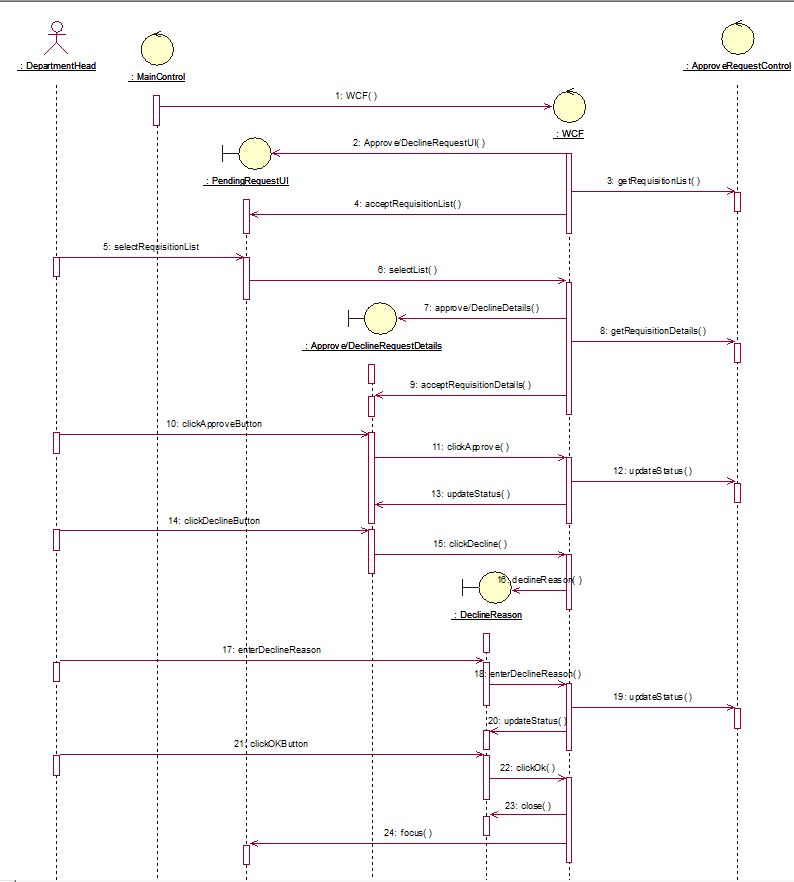 : DepartmentHead
: MainControl
: ApproveRequestControl
1: WCF( )
: WCF
2: Approve/DeclineRequestUI( )
: PendingRequestUI
3: getRequisitionList( )
4: acceptRequisitionList( )
5: selectRequisitionList
6: selectList( )
7: approve/DeclineDetails( )
8: getRequisitionDetails( )
: Approve/DeclineRequestDetails
9: acceptRequisitionDetails( )
10: clickApproveButton
11: clickApprove( )
12: updateStatus( )
13: updateStatus( )
14: clickDeclineButton
15: clickDecline( )
16: declineReason( )
: DeclineReason
17: enterDeclineReason
18: enterDeclineReason( )
19: updateStatus( )
20: updateStatus( )
21: clickOKButton
22: clickOk( )
23: close( )
24: focus( )